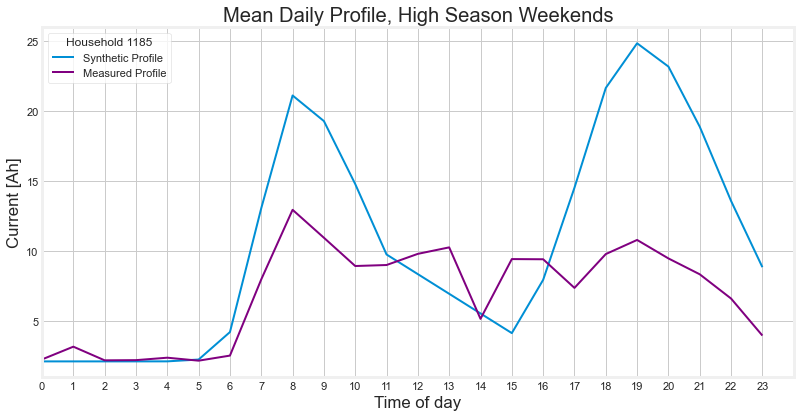 Mean Daily Profile, High Season Weekends
Household 1185
Synthetic Profile
Measured Profile
Current [Ah]
25
20
15
10
5
0 1 2 3 4 5 6 7 8 9 10 11 12 13 14 15 16 17 18 19 20 21 22 23
Time of day